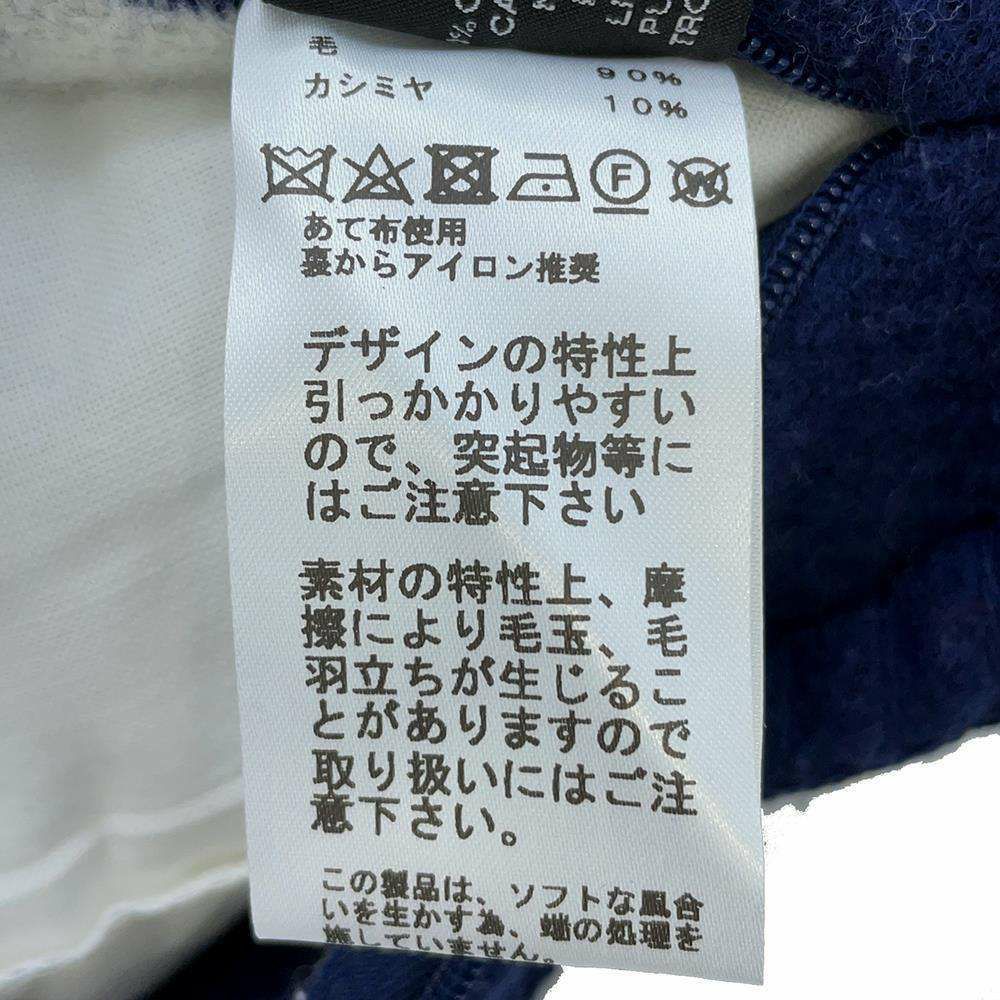 毛 90%
カシミヤ 10%
F W
あて布使用
裏からアイロン推奨
デザインの特性上
引っかかりやすい
ので、突起物等に
はご注意下さい
素材の特性上、摩
擦により毛玉、毛
羽立ちが生じるこ
とがありますので
取り扱いにはご注
意下さい。
この製品は、ソフトな風合
いを生かす為、端の処理を
施していません。